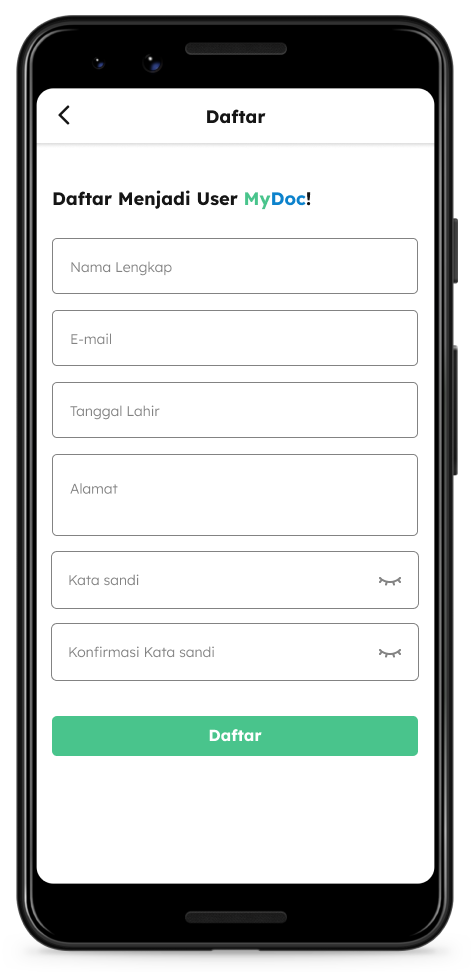 Daftar
Daftar Menjadi User MyDoc!
Nama Lengkap
E-mail
Tanggal Lahir
Alamat
Kata sandi
Konfirmasi Kata sandi
Daftar